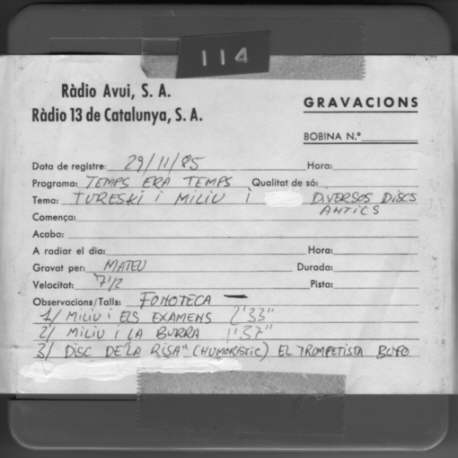 114
Ràdio Avui, S. A.
Ràdio 13 de Catalunya, S. A.
GRAVACIONS
BOBINA N.º
Data de registre: 29/11/85 Hora:
Programa: TEMPS ERA TEMPS Qualitat de só:
Tema: TURESKI i MILIU i DIVERSOS DISCS
ANTICS
Comença:
Acaba:
A radiar el dia: Hora:
Gravat per: MATEU Durada:
Velocitat: 7 1/2 Pista:
Observacions/Talls: FONOTECA —
1/ MILIU i ELS EXAMENS 2'33"
2/ MILIU i LA BURRA 1'57"
3/ DISC DE LA RISA" (HUMORISTIC) EL TROMPETISTA